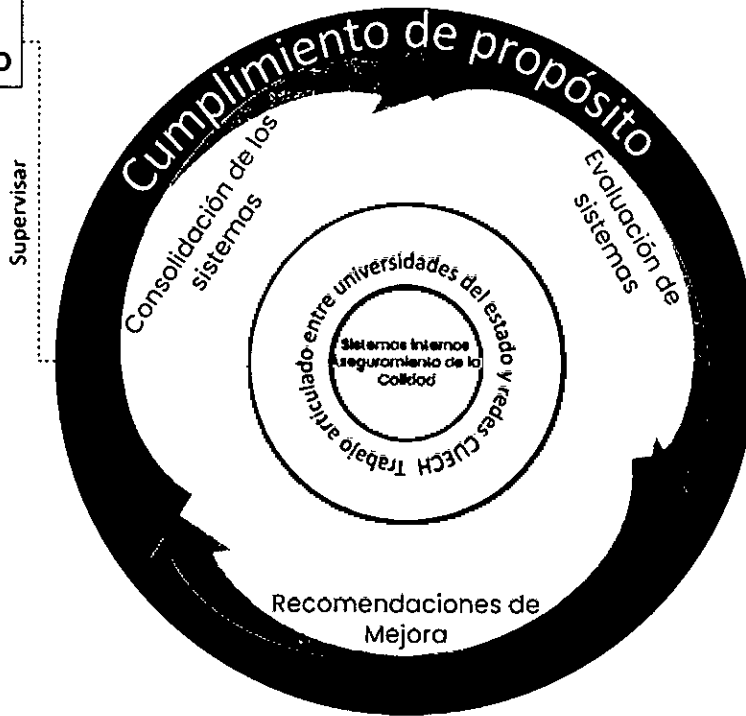 Supervisar
Cumplimiento de propósito
Consolidación de los
sistemas
Evaluación de
sistemas
Trabajo articulado entre universidades del estado y redes CUECH
Sistemas Internos
Aseguramiento de la
Calidad
Recomendaciones de
Mejora